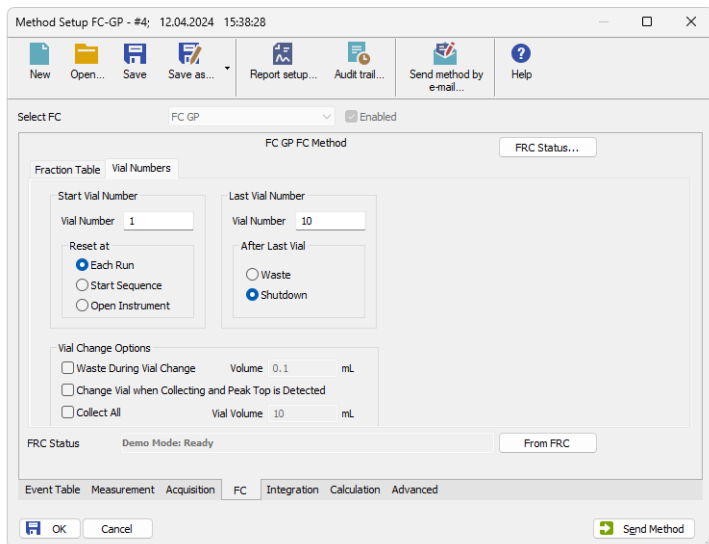 Method Setup FC-GP - #4; 12.04.2024 15:38:28
New Open... Save Save as... Report setup... Audit trail... Send method by e-mail... Help
Select FC FC GP Enabled
FC GP FC Method FRC Status...
Fraction Table Vial Numbers
Start Vial Number Last Vial Number
Vial Number 1 Vial Number 10
Reset at After Last Vial
Each Run
Waste
Start Sequence
Shutdown
Open Instrument
Vial Change Options
Waste During Vial Change Volume 0.1 mL
Change Vial when Collecting and Peak Top is Detected
Collect All Vial Volume 10 mL
FRC Status Demo Mode: Ready From FRC
Event Table Measurement Acquisition FC Integration Calculation Advanced
OK Cancel Send Method